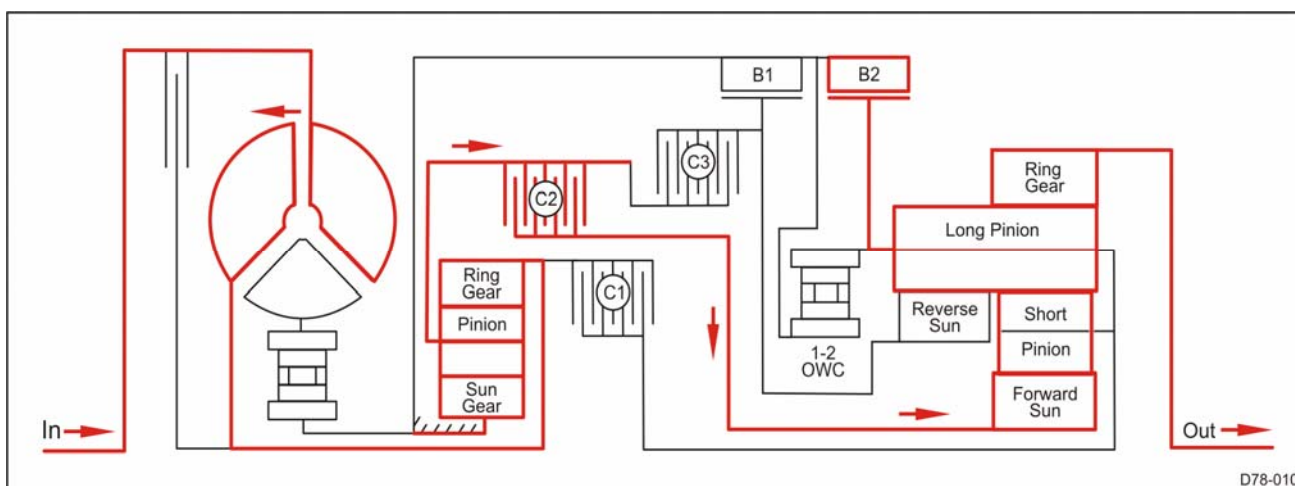 B1
B2
C3
C2
Ring
Gear
Long Pinion
Ring
Gear
C1
Pinion
Reverse
Sun
Short
Pinion
1-2
OWC
Sun
Gear
Forward
Sun
In
Out
D78-010